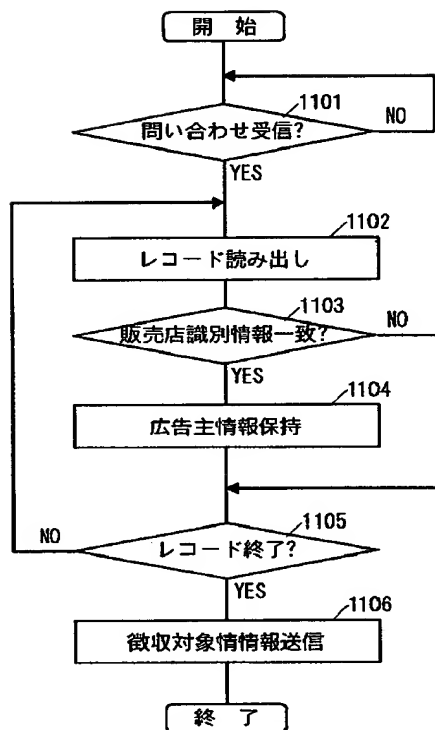 開 始
1101
問い合わせ受信?
NO
YES
1102
レコード読み出し
1103
販売店識別情報一致?
NO
YES
1104
広告主情報保持
1105
NO
レコード終了?
YES
1106
徴収対象情情報送信
終 了